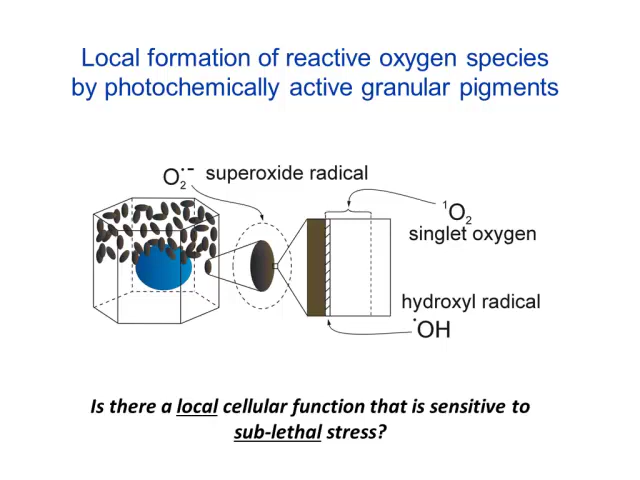 Local formation of reactive oxygen species
by photochemically active granular pigments
O₂·⁻ superoxide radical
¹O₂
singlet oxygen
hydroxyl radical
·OH
Is there a local cellular function that is sensitive to
sub-lethal stress?